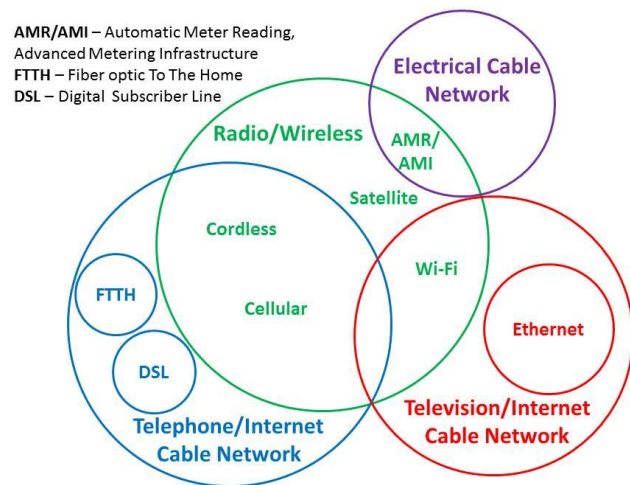 AMR/AMI – Automatic Meter Reading,
Advanced Metering Infrastructure
FTTH – Fiber optic To The Home
DSL – Digital Subscriber Line
Electrical Cable
Network
Radio/Wireless
AMR/
AMI
Satellite
Cordless
Wi-Fi
FTTH
Cellular
Ethernet
DSL
Telephone/Internet
Cable Network
Television/Internet
Cable Network